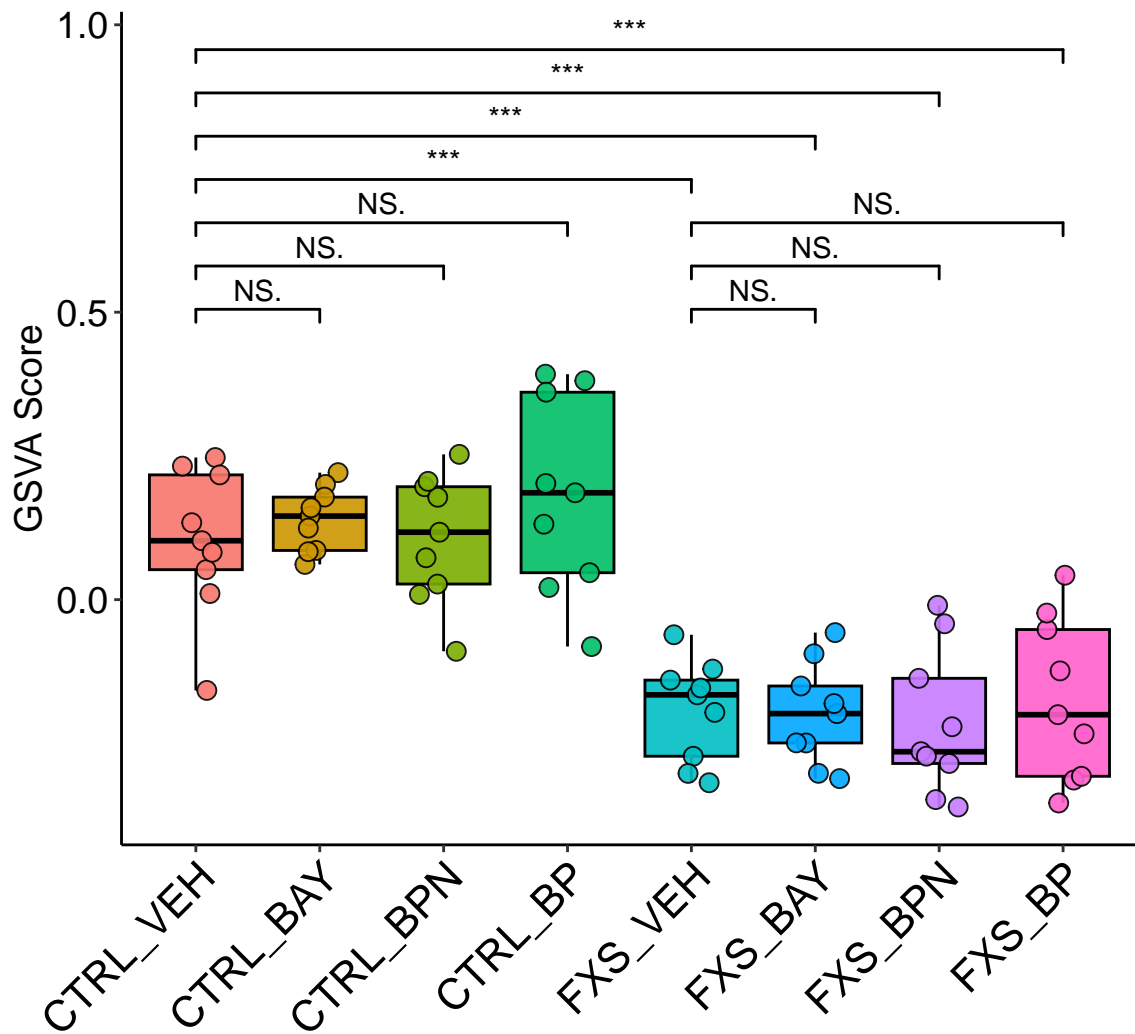 1.0
***
***
***
***
NS.
NS.
NS.
NS.
NS.
NS.
0.5
0.0
GSVA Score
CTRL_VEH
CTRL_BAY
CTRL_BPN
CTRL_BP
FXS_VEH
FXS_BAY
FXS_BPN
FXS_BP